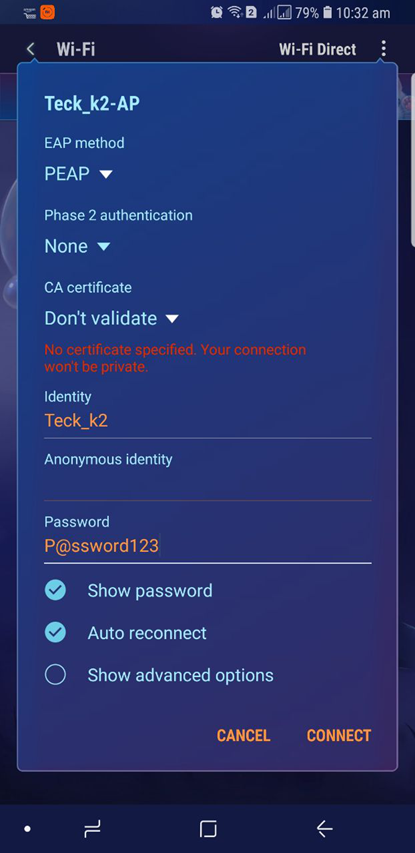 2 79% 10:32 am
Wi-Fi Wi-Fi Direct
Teck_k2-AP
EAP method
PEAP
Phase 2 authentication
None
CA certificate
Don't validate
No certificate specified. Your connection
won't be private.
Identity
Teck_k2
Anonymous identity
Password
P@ssword123
Show password
Auto reconnect
Show advanced options
CANCEL CONNECT